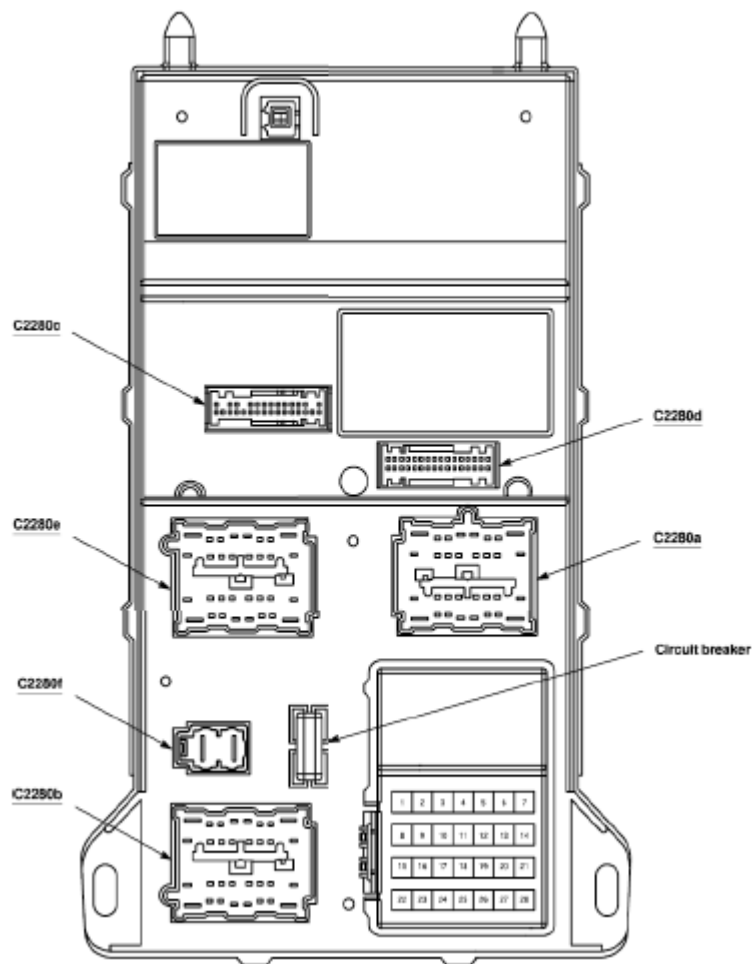 C2280c
C2280d
C2280e
C2280a
Circuit breaker
C2280f
C2280b
1 2 3 4 5 6 7
8 9 10 11 12 13 14
15 16 17 18 19 20 21
22 23 24 25 26 27 28